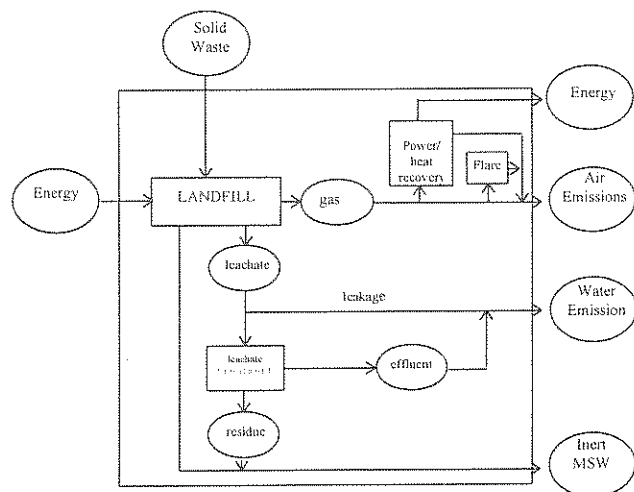 Solid
Waste
Energy
Power/
heat
recovery
Flare
Air
Emissions
Energy
LANDFILL
gas
leachate
leakage
Water
Emission
leachate
effluent
residue
Inert
MSW